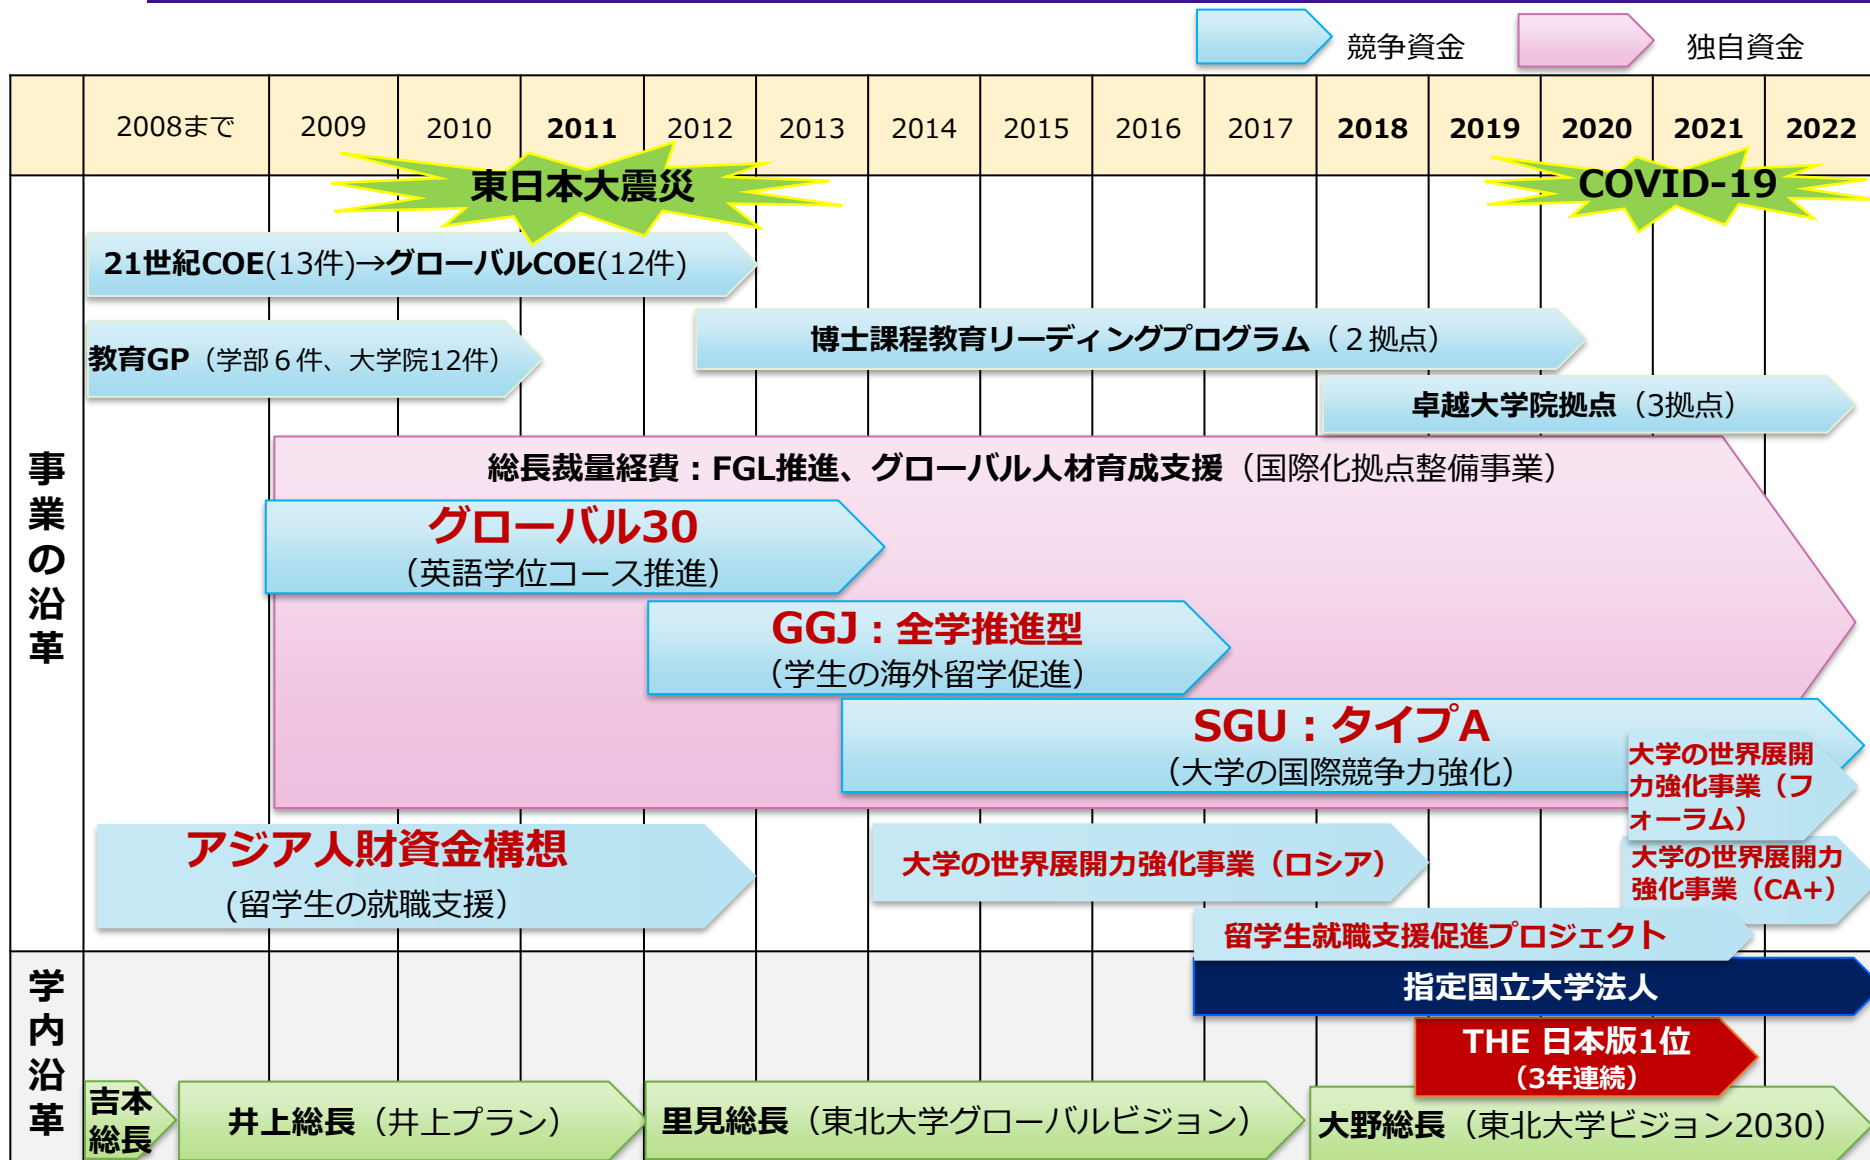 競争資金
独自資金
2008まで 2009 2010 2011 2012 2013 2014 2015 2016 2017 2018 2019 2020 2021 2022
東日本大震災
COVID-19
事業の沿革
21世紀COE(13件)→グローバルCOE(12件)
教育GP（学部６件、大学院12件）
博士課程教育リーディングプログラム（２拠点）
卓越大学院拠点（3拠点）
総長裁量経費：FGL推進、グローバル人材育成支援（国際化拠点整備事業）
グローバル30
（英語学位コース推進）
GGJ：全学推進型
（学生の海外留学促進）
SGU：タイプA
（大学の国際競争力強化）
大学の世界展開
力強化事業（フ
ォーラム）
アジア人財資金構想
(留学生の就職支援）
大学の世界展開力強化事業（ロシア）
大学の世界展開力
強化事業（CA+）
留学生就職支援促進プロジェクト
学内沿革
指定国立大学法人
THE 日本版1位
（3年連続）
吉本
総長
井上総長（井上プラン）
里見総長（東北大学グローバルビジョン）
大野総長（東北大学ビジョン2030）